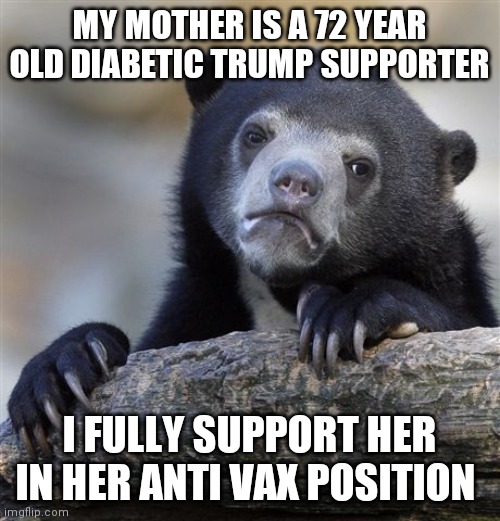 MY MOTHER IS A 72 YEAR
OLD DIABETIC TRUMP SUPPORTER
I FULLY SUPPORT HER
IN HER ANTI VAX POSITION
imgflip.com